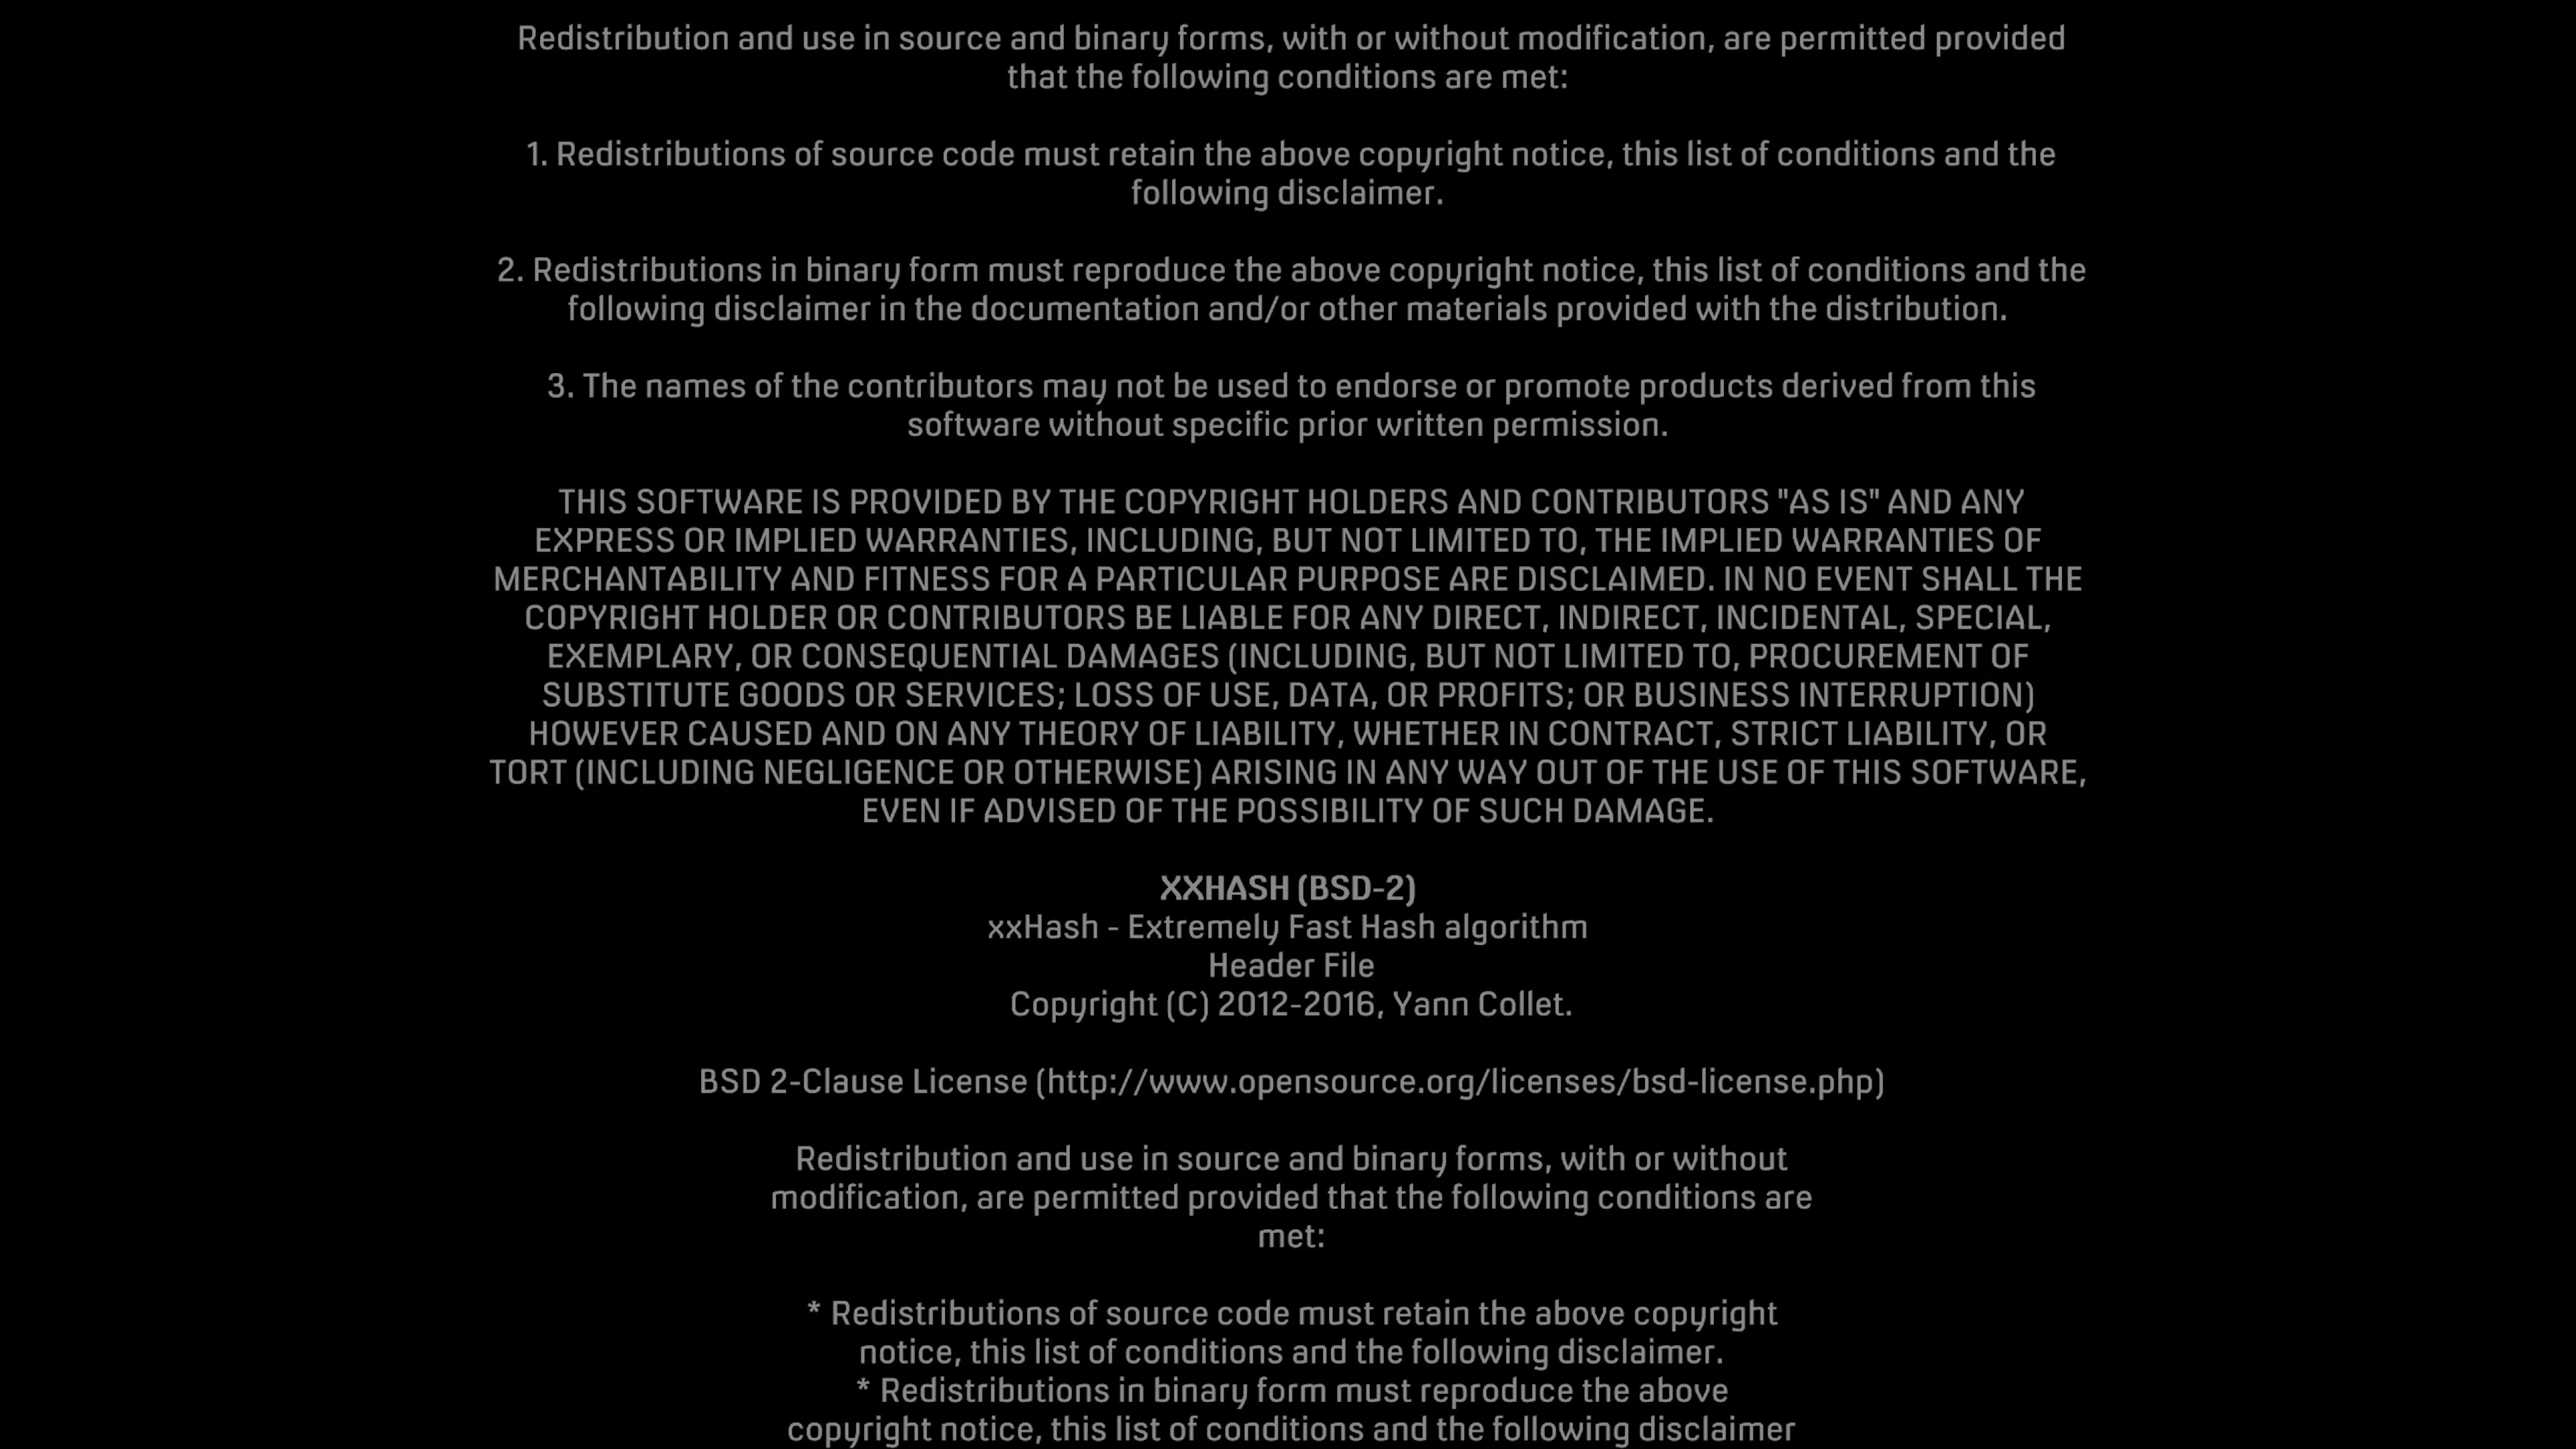 Redistribution and use in source and binary forms, with or without modification, are permitted provided
that the following conditions are met:
1. Redistributions of source code must retain the above copyright notice, this list of conditions and the
following disclaimer.
2. Redistributions in binary form must reproduce the above copyright notice, this list of conditions and the
following disclaimer in the documentation and/or other materials provided with the distribution.
3. The names of the contributors may not be used to endorse or promote products derived from this
software without specific prior written permission.
THIS SOFTWARE IS PROVIDED BY THE COPYRIGHT HOLDERS AND CONTRIBUTORS "AS IS" AND ANY
EXPRESS OR IMPLIED WARRANTIES, INCLUDING, BUT NOT LIMITED TO, THE IMPLIED WARRANTIES OF
MERCHANTABILITY AND FITNESS FOR A PARTICULAR PURPOSE ARE DISCLAIMED. IN NO EVENT SHALL THE
COPYRIGHT HOLDER OR CONTRIBUTORS BE LIABLE FOR ANY DIRECT, INDIRECT, INCIDENTAL, SPECIAL,
EXEMPLARY, OR CONSEQUENTIAL DAMAGES (INCLUDING, BUT NOT LIMITED TO, PROCUREMENT OF
SUBSTITUTE GOODS OR SERVICES; LOSS OF USE, DATA, OR PROFITS; OR BUSINESS INTERRUPTION)
HOWEVER CAUSED AND ON ANY THEORY OF LIABILITY, WHETHER IN CONTRACT, STRICT LIABILITY, OR
TORT (INCLUDING NEGLIGENCE OR OTHERWISE) ARISING IN ANY WAY OUT OF THE USE OF THIS SOFTWARE,
EVEN IF ADVISED OF THE POSSIBILITY OF SUCH DAMAGE.
XXHASH (BSD-2)
xxHash - Extremely Fast Hash algorithm
Header File
Copyright (C) 2012-2016, Yann Collet.
BSD 2-Clause License (http://www.opensource.org/licenses/bsd-license.php)
Redistribution and use in source and binary forms, with or without
modification, are permitted provided that the following conditions are
met:
* Redistributions of source code must retain the above copyright
notice, this list of conditions and the following disclaimer.
* Redistributions in binary form must reproduce the above
copyright notice, this list of conditions and the following disclaimer